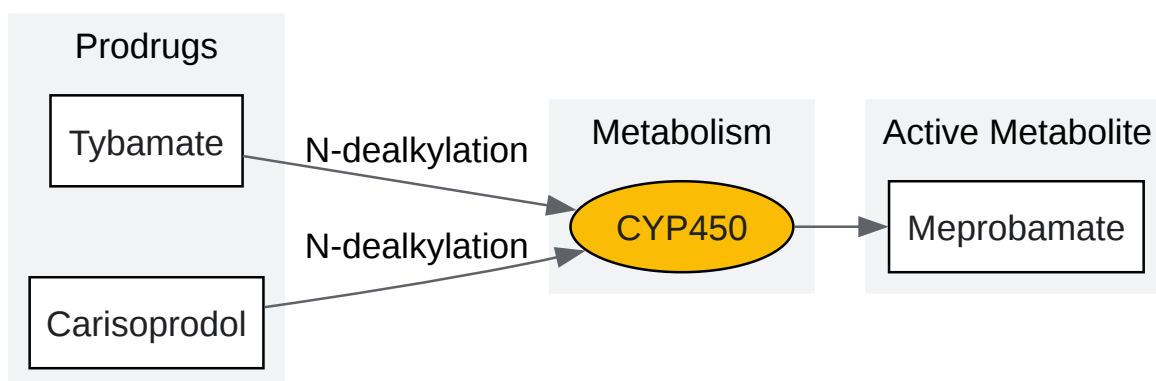 Prodrugs
Tybamate
Carisoprodol
N-dealkylation
N-dealkylation
Metabolism
CYP450
Active Metabolite
Meprobamate